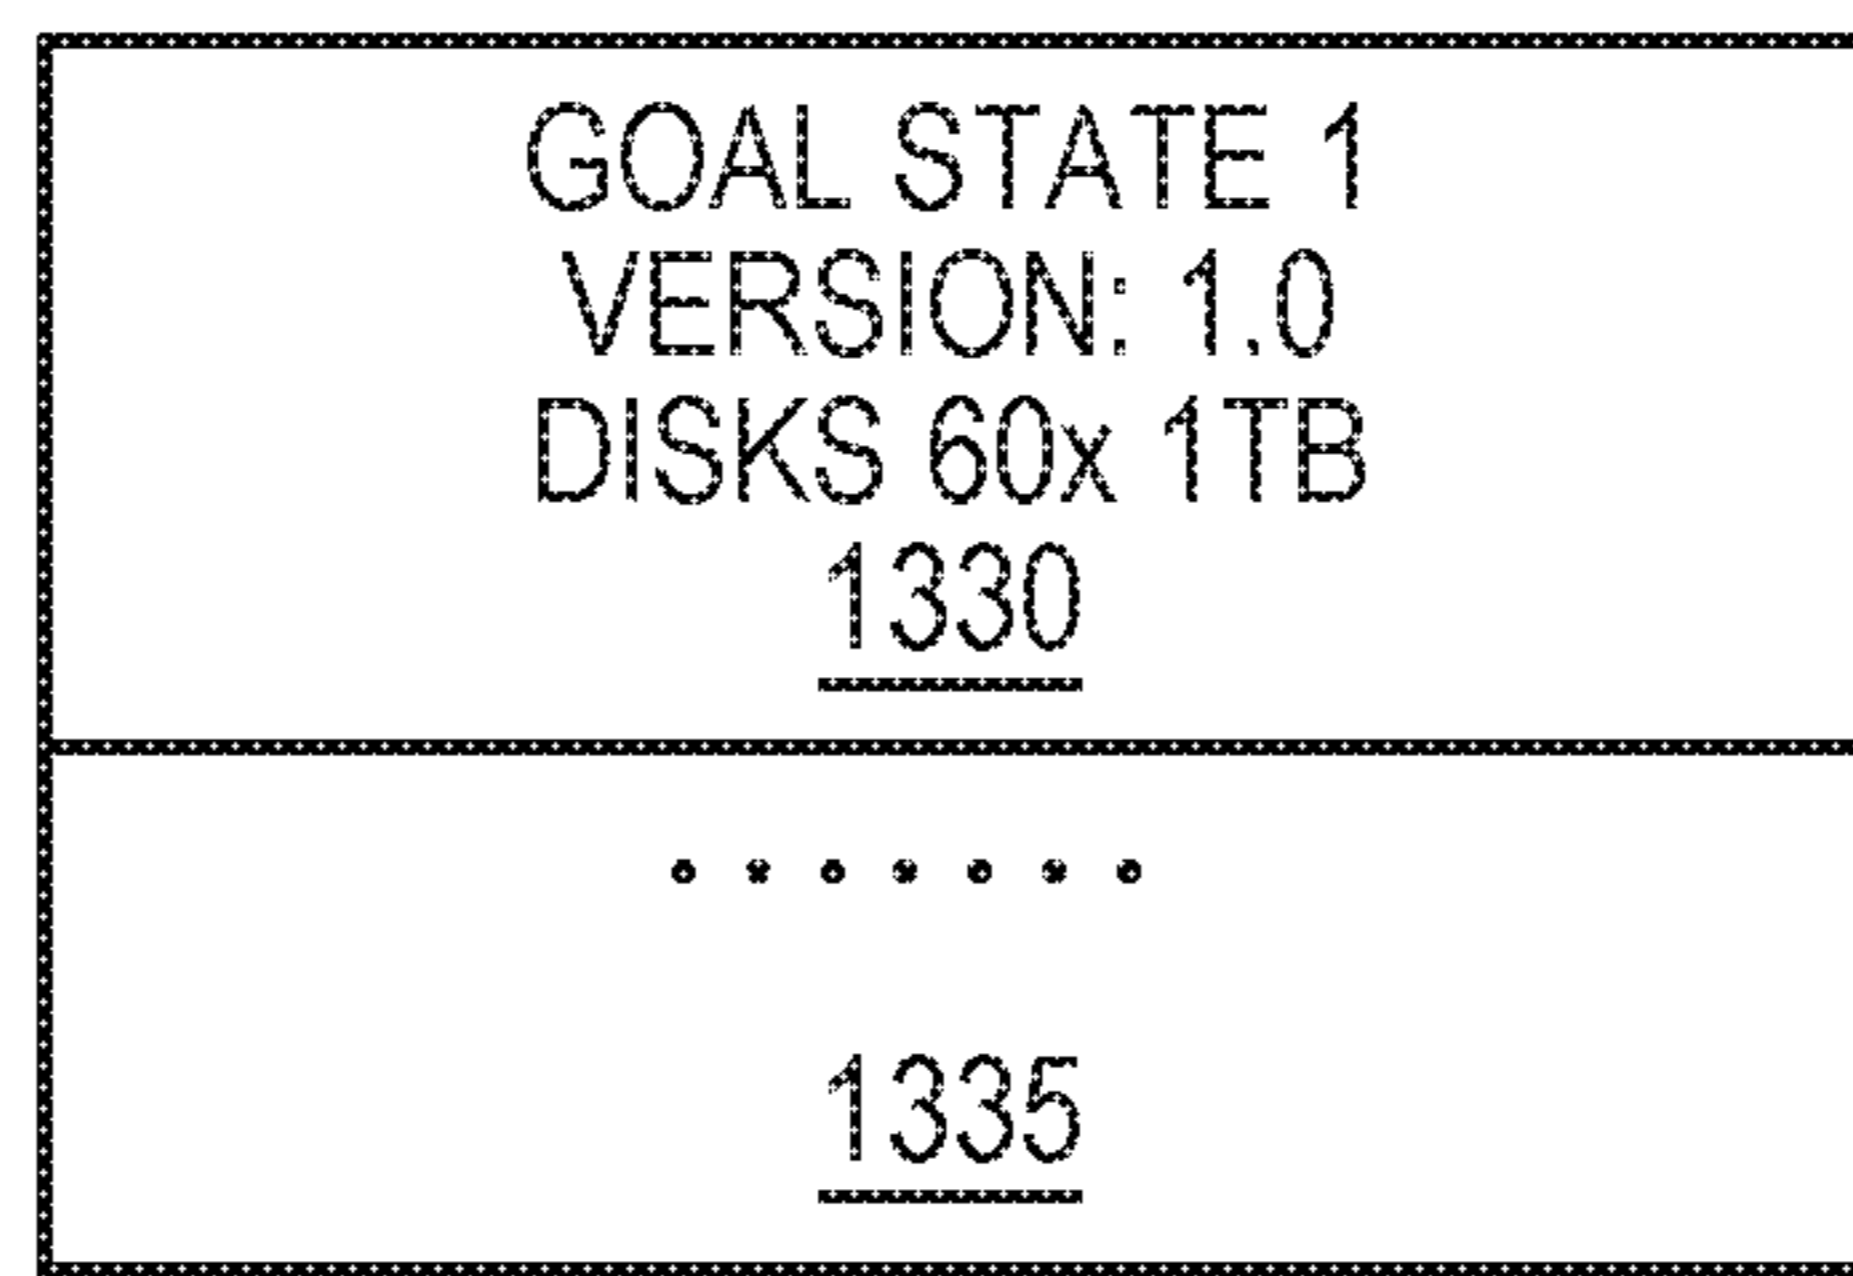 GOAL STATE 1
VERSION: 1.0
DISKS 60x 1TB
1330
.......
1335